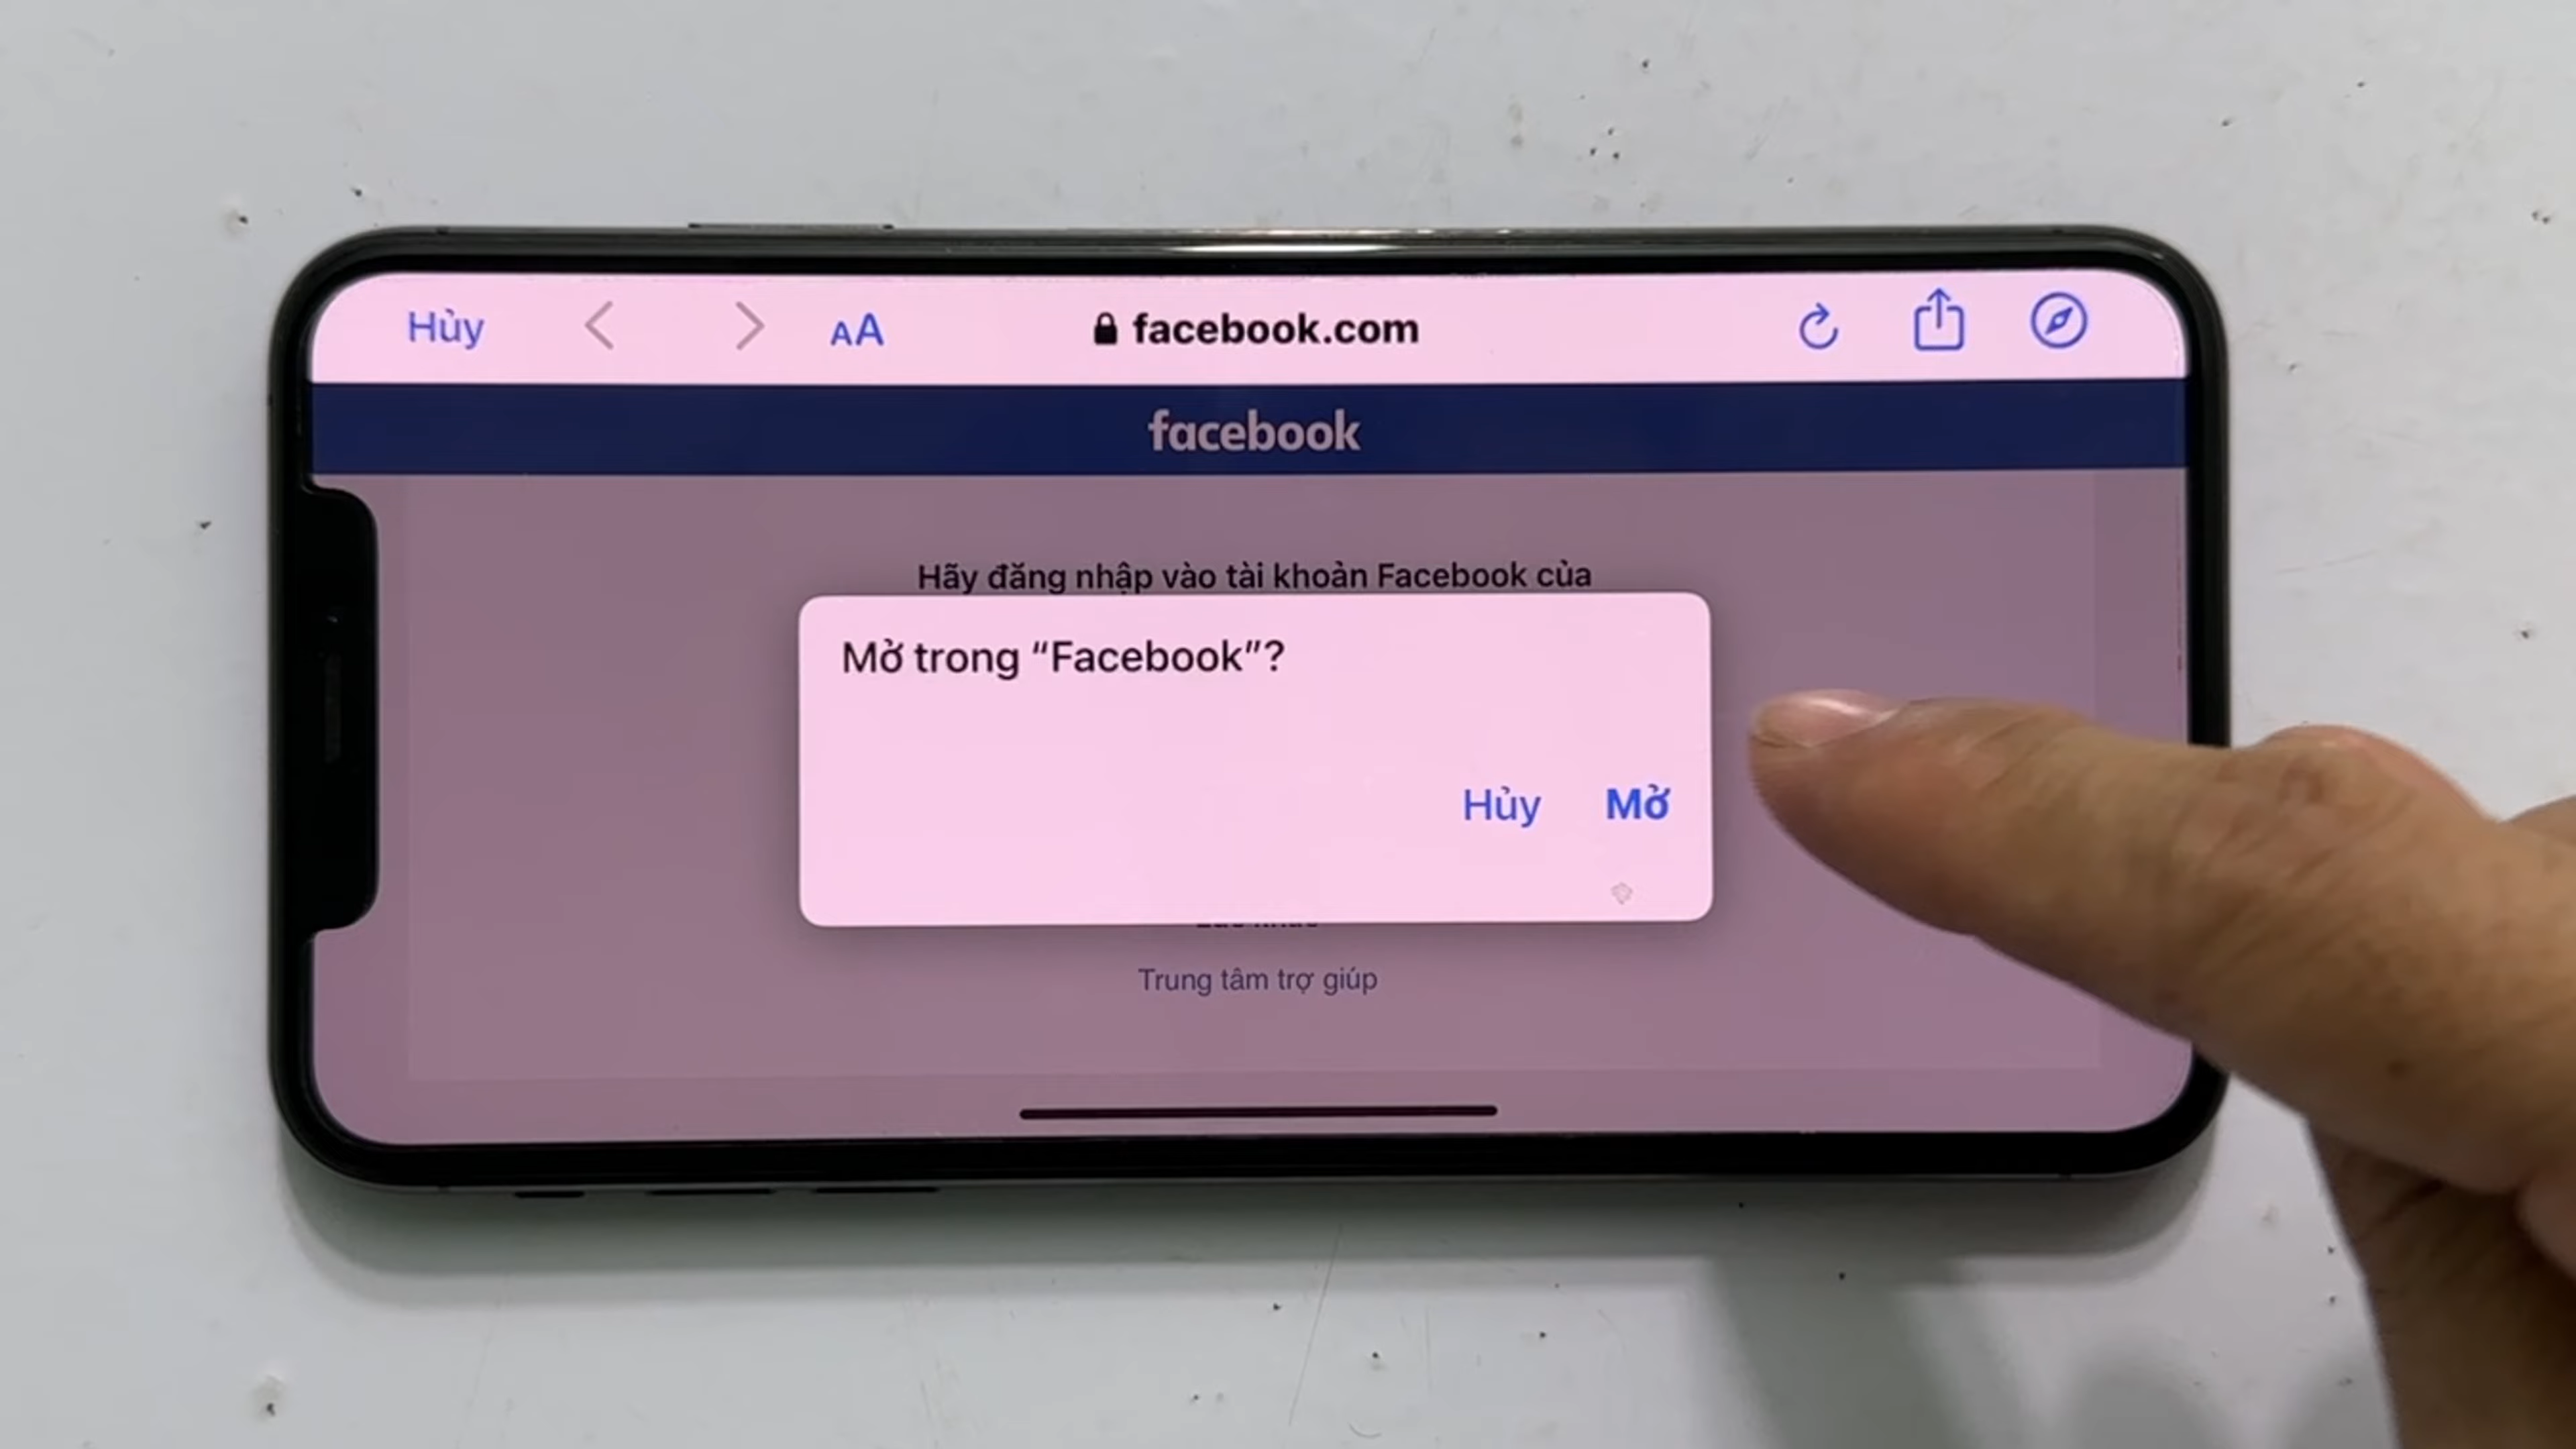 Hủy
AA
facebook.com
facebook
Hãy đăng nhập vào tài khoản Facebook của
Mở trong “Facebook”?
Hủy
Mở
Trung tâm trợ giúp